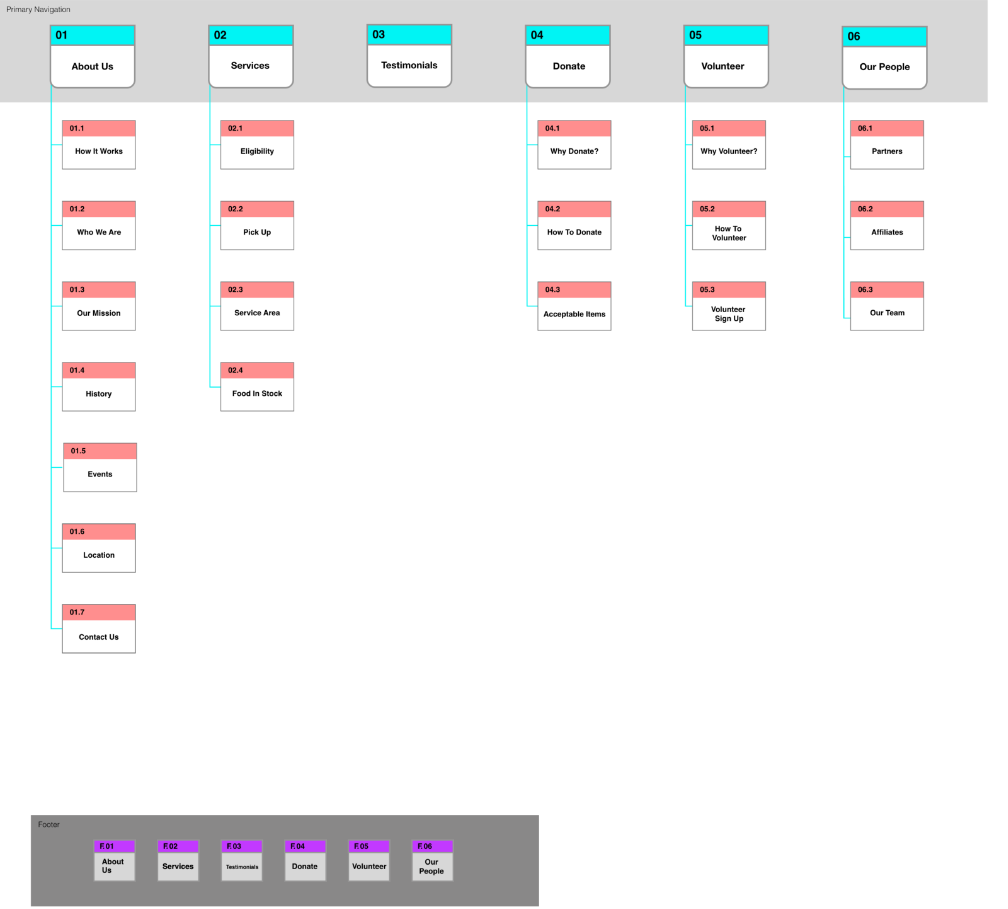 Primary Navigation
01
About Us
02
Services
03
Testimonials
04
Donate
05
Volunteer
06
Our People
01.1
How It Works
02.1
Eligibility
04.1
Why Donate?
05.1
Why Volunteer?
06.1
Partners
01.2
Who We Are
02.2
Pick Up
04.2
How To Donate
05.2
How To
Volunteer
06.2
Affiliates
01.3
Our Mission
02.3
Service Area
04.3
Acceptable Items
05.3
Volunteer
Sign Up
06.3
Our Team
01.4
History
02.4
Food In Stock
01.5
Events
01.6
Location
01.7
Contact Us
Footer
F.01
About
Us
F.02
Services
F.03
Testimonials
F.04
Donate
F.05
Volunteer
F.06
Our
People